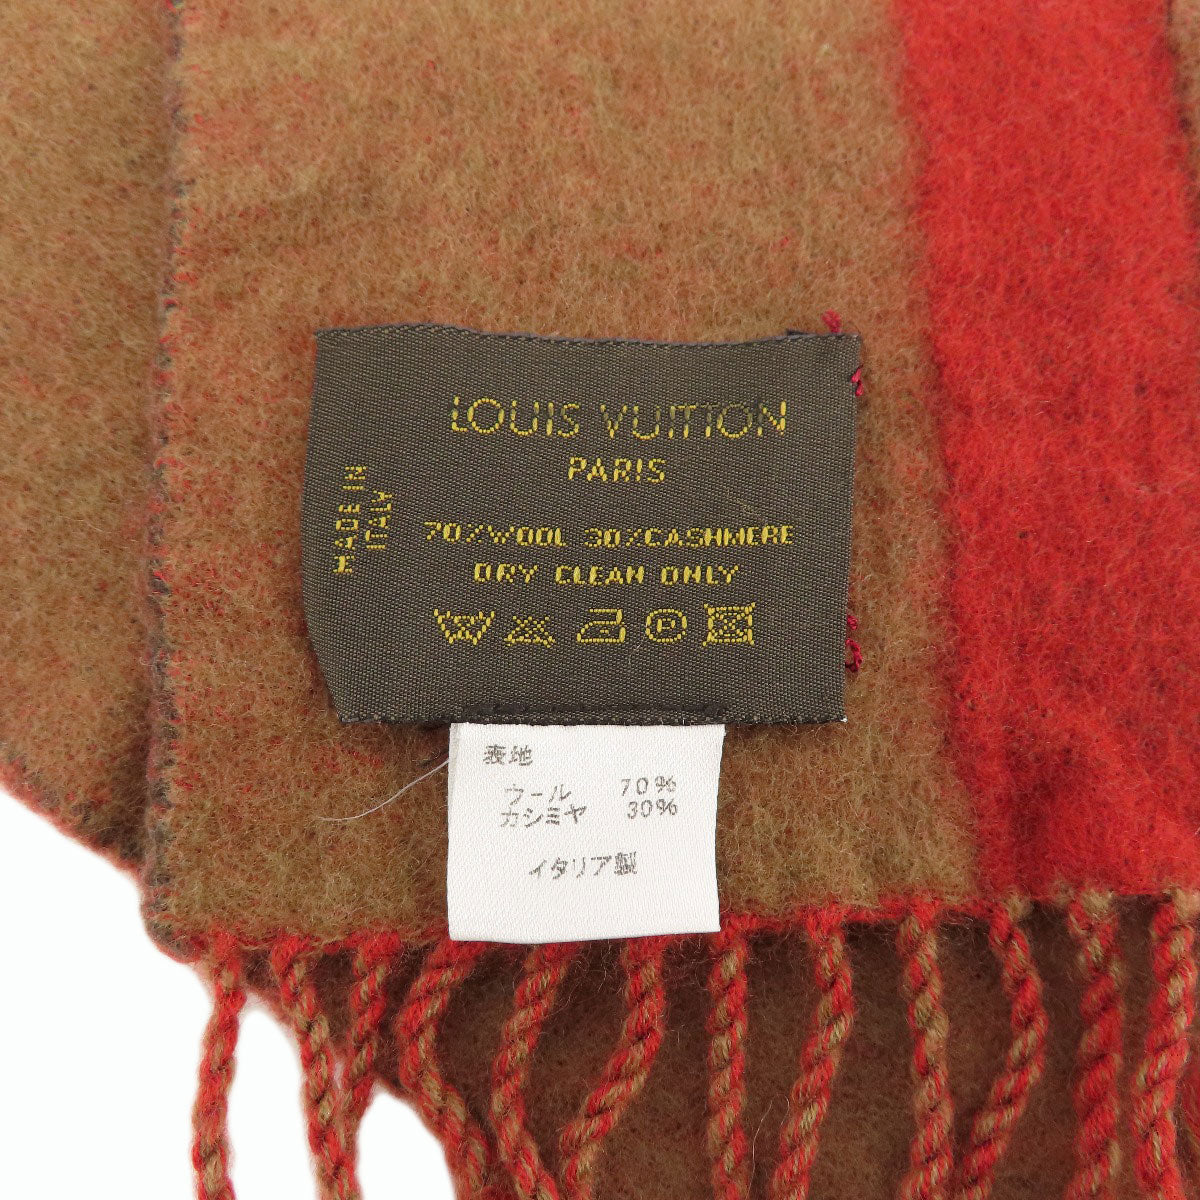 LOUIS VUITTON
PARIS
MADE IN
ITALY
70%WOOL 30%CASHMERE
DRY CLEAN ONLY
P
表地
ウール 70%
カシミヤ 30%
イタリア製